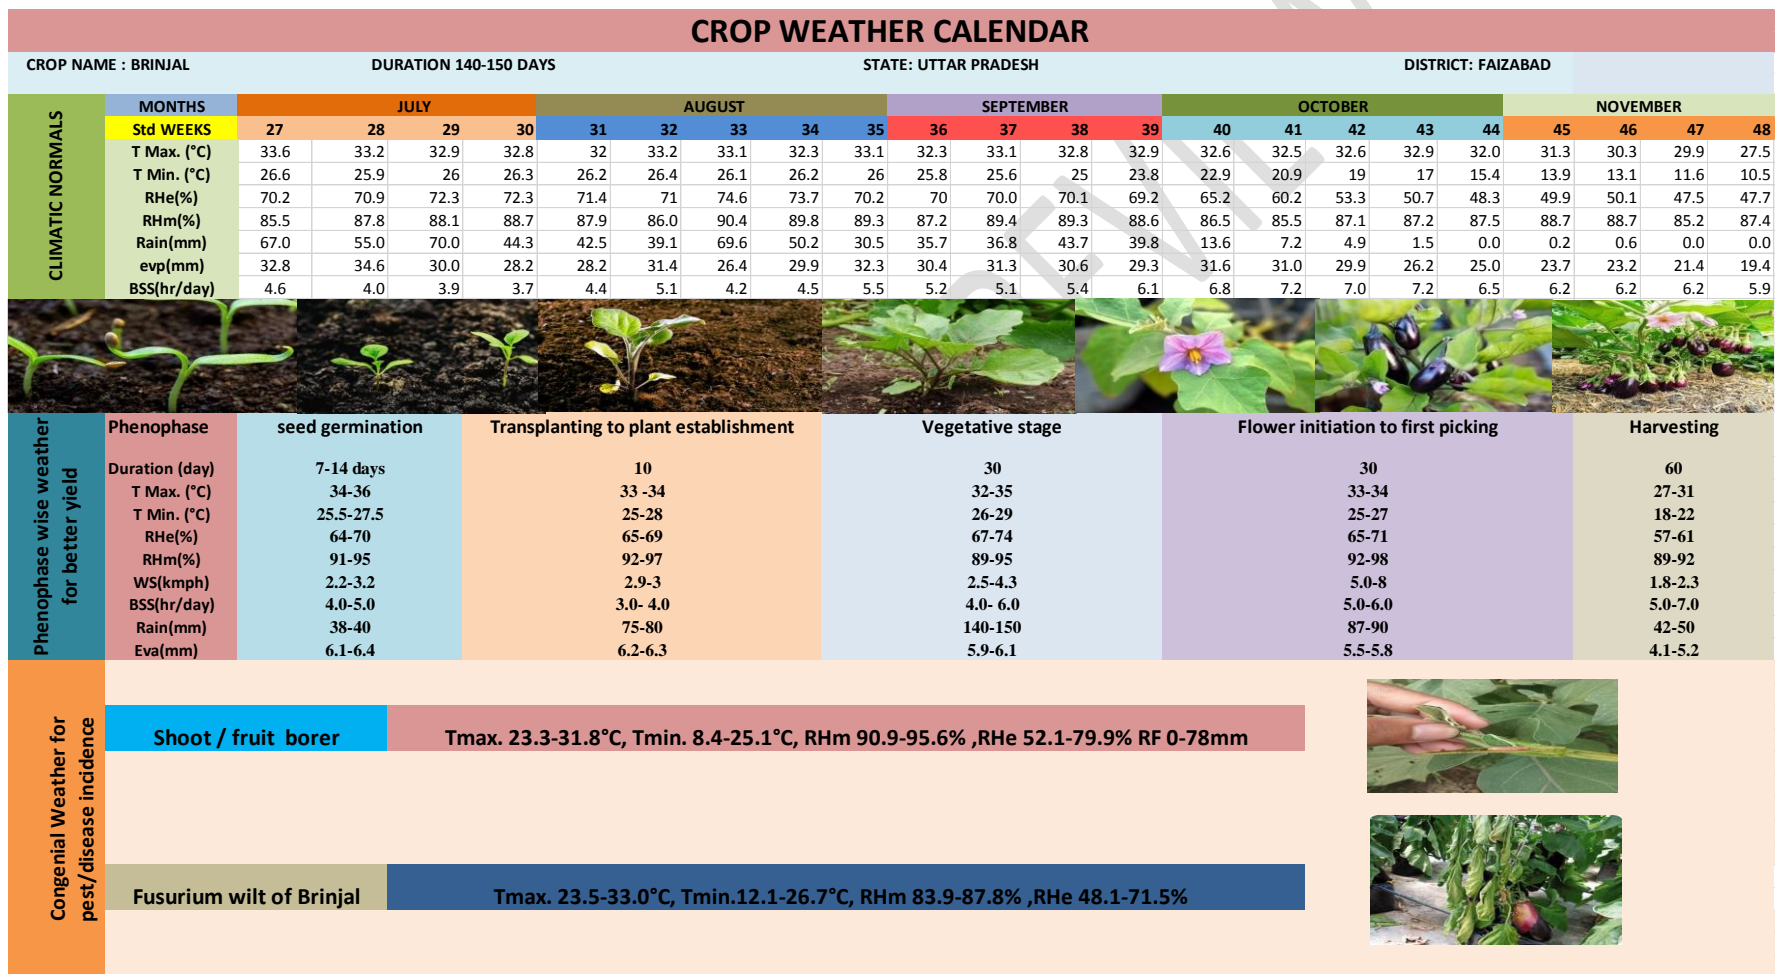 CROP WEATHER CALENDAR
CROP NAME : BRINJAL DURATION 140-150 DAYS STATE: UTTAR PRADESH DISTRICT: FAIZABAD
CLIMATIC NORMALS
MONTHS JULY AUGUST SEPTEMBER OCTOBER NOVEMBER
Std WEEKS 27 28 29 30 31 32 33 34 35 36 37 38 39 40 41 42 43 44 45 46 47 48
T Max. (°C) 33.6 33.2 32.9 32.8 32 33.2 33.1 32.3 33.1 32.3 33.1 32.8 32.9 32.6 32.5 32.6 32.9 32.0 31.3 30.3 29.9 27.5
T Min. (°C) 26.6 25.9 26 26.3 26.2 26.4 26.1 26.2 26 25.8 25.6 25 23.8 22.9 20.9 19 17 15.4 13.9 13.1 11.6 10.5
RHe(%) 70.2 70.9 72.3 72.3 71.4 71 74.6 73.7 70.2 70 70.0 70.1 69.2 65.2 60.2 53.3 50.7 48.3 49.9 50.1 47.5 47.7
RHm(%) 85.5 87.8 88.1 88.7 87.9 86.0 90.4 89.8 89.3 87.2 89.4 89.3 88.6 86.5 85.5 87.1 87.2 87.5 88.7 88.7 85.2 87.4
Rain(mm) 67.0 55.0 70.0 44.3 42.5 39.1 69.6 50.2 30.5 35.7 36.8 43.7 39.8 13.6 7.2 4.9 1.5 0.0 0.2 0.6 0.0 0.0
evp(mm) 32.8 34.6 30.0 28.2 28.2 31.4 26.4 29.9 32.3 30.4 31.3 30.6 29.3 31.6 31.0 29.9 26.2 25.0 23.7 23.2 21.4 19.4
BSS(hr/day) 4.6 4.0 3.9 3.7 4.4 5.1 4.2 4.5 5.5 5.2 5.1 5.4 6.1 6.8 7.2 7.0 7.2 6.5 6.2 6.2 6.2 5.9
Phenophase wise weather
for better yield
Phenophase seed germination Transplanting to plant establishment Vegetative stage Flower initiation to first picking Harvesting
Duration (day) 7-14 days 10 30 30 60
T Max. (°C) 34-36 33 -34 32-35 33-34 27-31
T Min. (°C) 25.5-27.5 25-28 26-29 25-27 18-22
RHe(%) 64-70 65-69 67-74 65-71 57-61
RHm(%) 91-95 92-97 89-95 92-98 89-92
WS(kmph) 2.2-3.2 2.9-3 2.5-4.3 5.0-8 1.8-2.3
BSS(hr/day) 4.0-5.0 3.0- 4.0 4.0- 6.0 5.0-6.0 5.0-7.0
Rain(mm) 38-40 75-80 140-150 87-90 42-50
Eva(mm) 6.1-6.4 6.2-6.3 5.9-6.1 5.5-5.8 4.1-5.2
Congenial Weather for
pest/disease incidence
Shoot / fruit borer Tmax. 23.3-31.8°C, Tmin. 8.4-25.1°C, RHm 90.9-95.6% ,RHe 52.1-79.9% RF 0-78mm
Fusurium wilt of Brinjal Tmax. 23.5-33.0°C, Tmin.12.1-26.7°C, RHm 83.9-87.8% ,RHe 48.1-71.5%